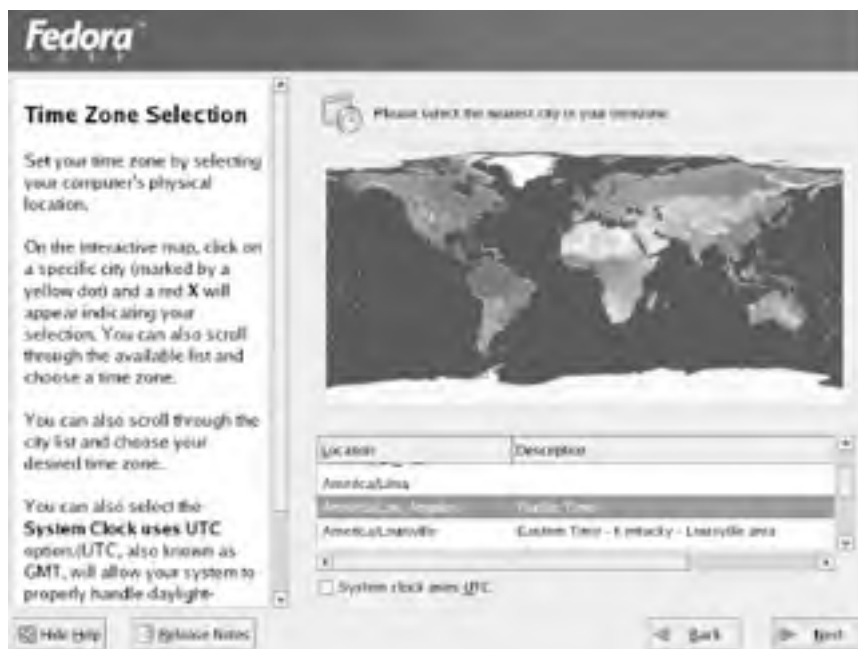 Fedora
CORE
Time Zone Selection
Set your time zone by selecting
your computer's physical
location.
On the interactive map, click on
a specific city (marked by a
yellow dot) and a red X will
appear indicating your
selection. You can also scroll
through the available list and
choose a time zone.
You can also scroll through the
city list and choose your
desired time zone.
You can also select the
System Clock uses UTC
option.(UTC, also known as
GMT, will allow your system to
properly handle daylight-
Please select the nearest city in your timezone:
Location Description
America/Lima
America/Los_Angeles Pacific Time
America/Louisville Eastern Time - Kentucky - Louisville area
System clock uses UTC
Hide Help Release Notes Back Next